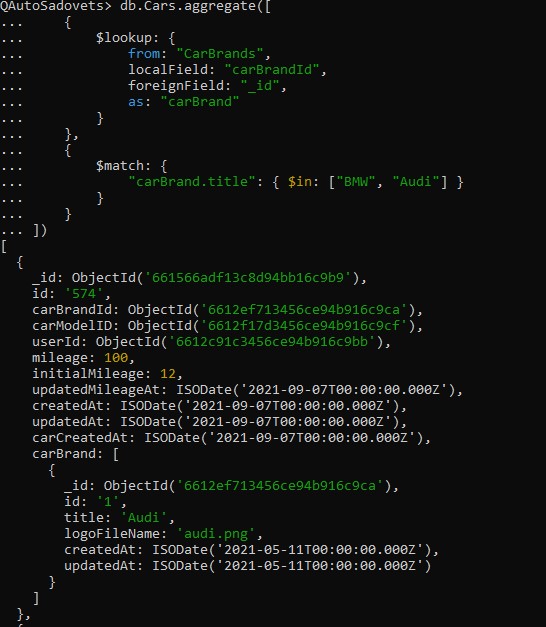 QAutoSadovets> db.Cars.aggregate([
...     {
...         $lookup: {
...             from: "CarBrands",
...             localField: "carBrandId",
...             foreignField: "_id",
...             as: "carBrand"
...         }
...     },
...     {
...         $match: {
...             "carBrand.title": { $in: ["BMW", "Audi"] }
...         }
...     }
... ])
[
  {
    _id: ObjectId('661566adf13c8d94bb16c9b9'),
    id: '574',
    carBrandId: ObjectId('6612ef713456ce94b916c9ca'),
    carModelID: ObjectId('6612f17d3456ce94b916c9cf'),
    userId: ObjectId('6612c91c3456ce94b916c9bb'),
    mileage: 100,
    initialMileage: 12,
    updatedMileageAt: ISODate('2021-09-07T00:00:00.000Z'),
    createdAt: ISODate('2021-09-07T00:00:00.000Z'),
    updatedAt: ISODate('2021-09-07T00:00:00.000Z'),
    carCreatedAt: ISODate('2021-09-07T00:00:00.000Z'),
    carBrand: [
      {
        _id: ObjectId('6612ef713456ce94b916c9ca'),
        id: '1',
        title: 'Audi',
        logoFileName: 'audi.png',
        createdAt: ISODate('2021-05-11T00:00:00.000Z'),
        updatedAt: ISODate('2021-05-11T00:00:00.000Z')
      }
    ]
  },
  {